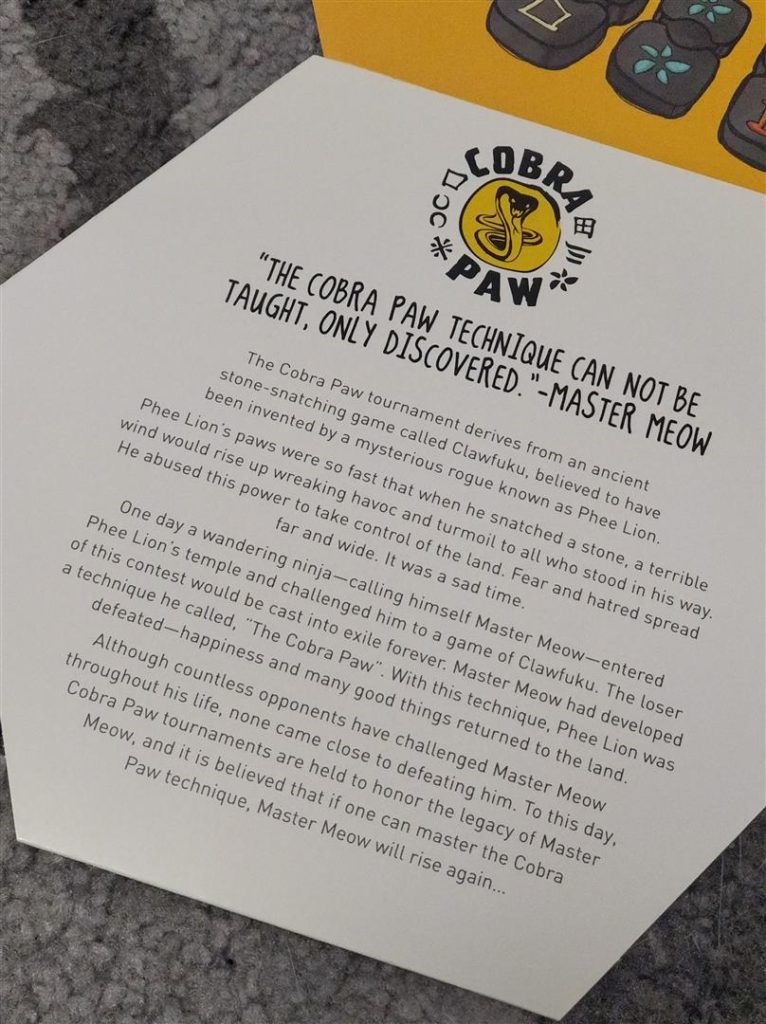 COBRA
PAW
"THE COBRA PAW TECHNIQUE CAN NOT BE
TAUGHT, ONLY DISCOVERED."-MASTER MEOW
The Cobra Paw tournament derives from an ancient
stone-snatching game called Clawfuku, believed to have
been invented by a mysterious rogue known as Phee Lion.
Phee Lion's paws were so fast that when he snatched a stone, a terrible
wind would rise up wreaking havoc and turmoil to all who stood in his way.
He abused this power to take control of the land. Fear and hatred spread
far and wide. It was a sad time.
One day a wandering ninja—calling himself Master Meow—entered
Phee Lion's temple and challenged him to a game of Clawfuku. The loser
of this contest would be cast into exile forever. Master Meow had developed
a technique he called, "The Cobra Paw". With this technique, Phee Lion was
defeated—happiness and many good things returned to the land.
Although countless opponents have challenged Master Meow
throughout his life, none came close to defeating him. To this day,
Cobra Paw tournaments are held to honor the legacy of Master
Meow, and it is believed that if one can master the Cobra
Paw technique, Master Meow will rise again...